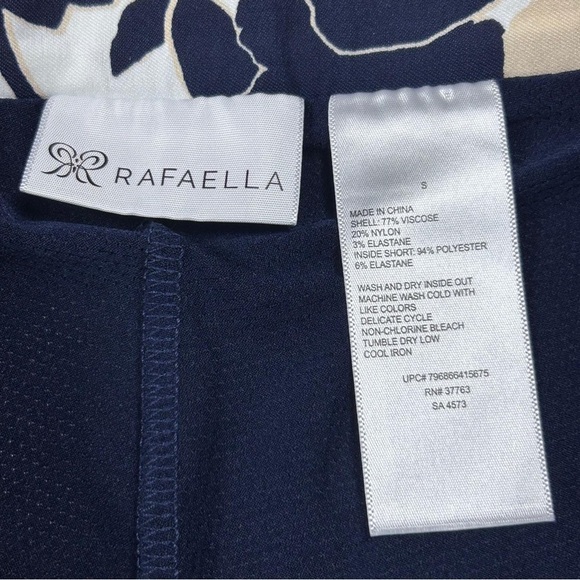 RAFAELLA
S
MADE IN CHINA
SHELL: 77% VISCOSE
20% NYLON
3% ELASTANE
INSIDE SHORT: 94% POLYESTER
6% ELASTANE
WASH AND DRY INSIDE OUT
MACHINE WASH COLD WITH
LIKE COLORS
DELICATE CYCLE
NON-CHLORINE BLEACH
TUMBLE DRY LOW
COOL IRON
UPC# 796866415675
RN# 37763
SA 4573